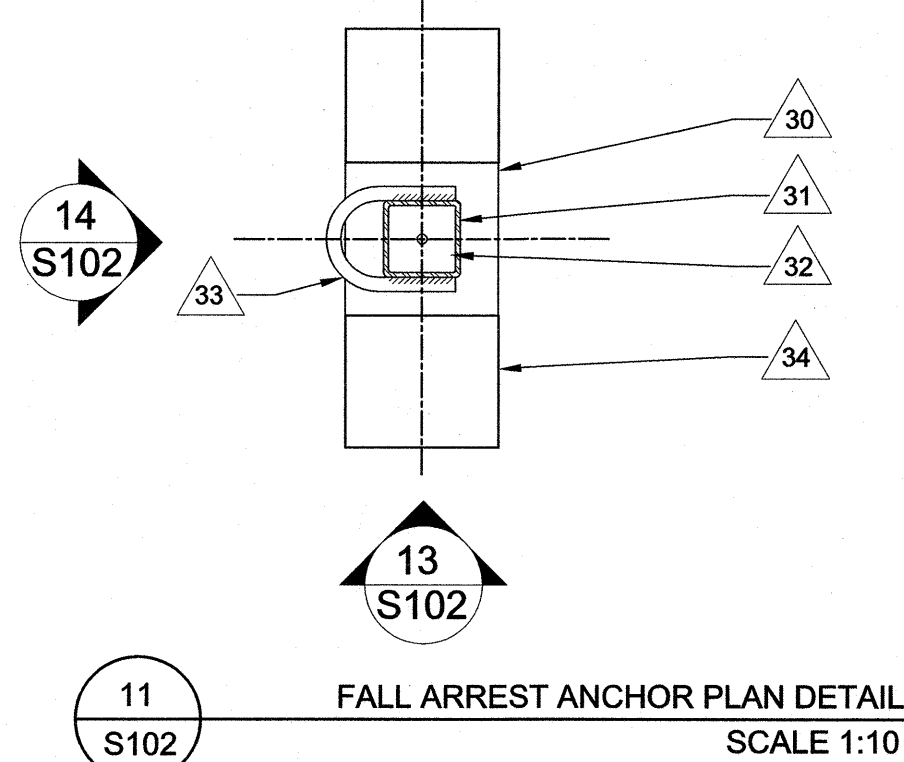 30
31
14
S102
32
33
34
13
S102
11
FALL ARREST ANCHOR PLAN DETAIL
S102
SCALE 1:10